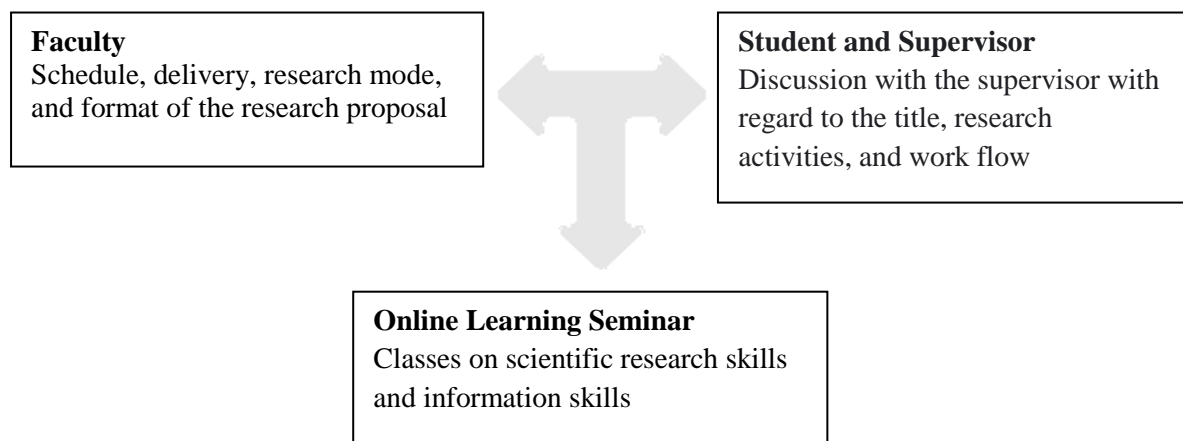 Faculty
Schedule, delivery, research mode,
and format of the research proposal
Student and Supervisor
Discussion with the supervisor with
regard to the title, research
activities, and work flow
Online Learning Seminar
Classes on scientific research skills
and information skills